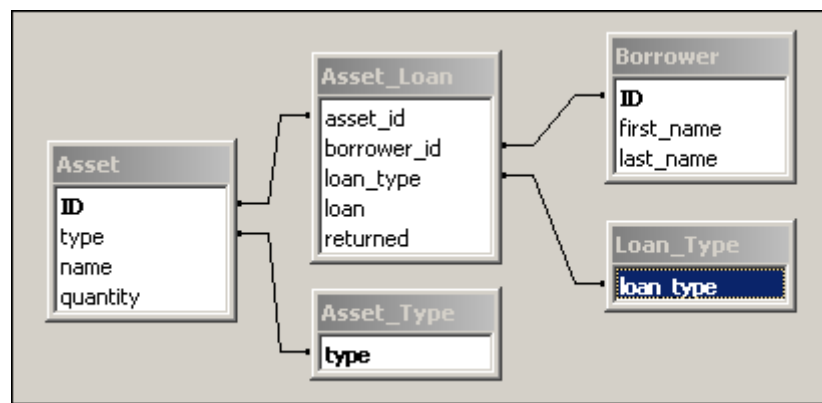 Asset
ID
type
name
quantity
Asset_Loan
asset_id
borrower_id
loan_type
loan
returned
Asset_Type
type
Borrower
ID
first_name
last_name
Loan_Type
loan_type